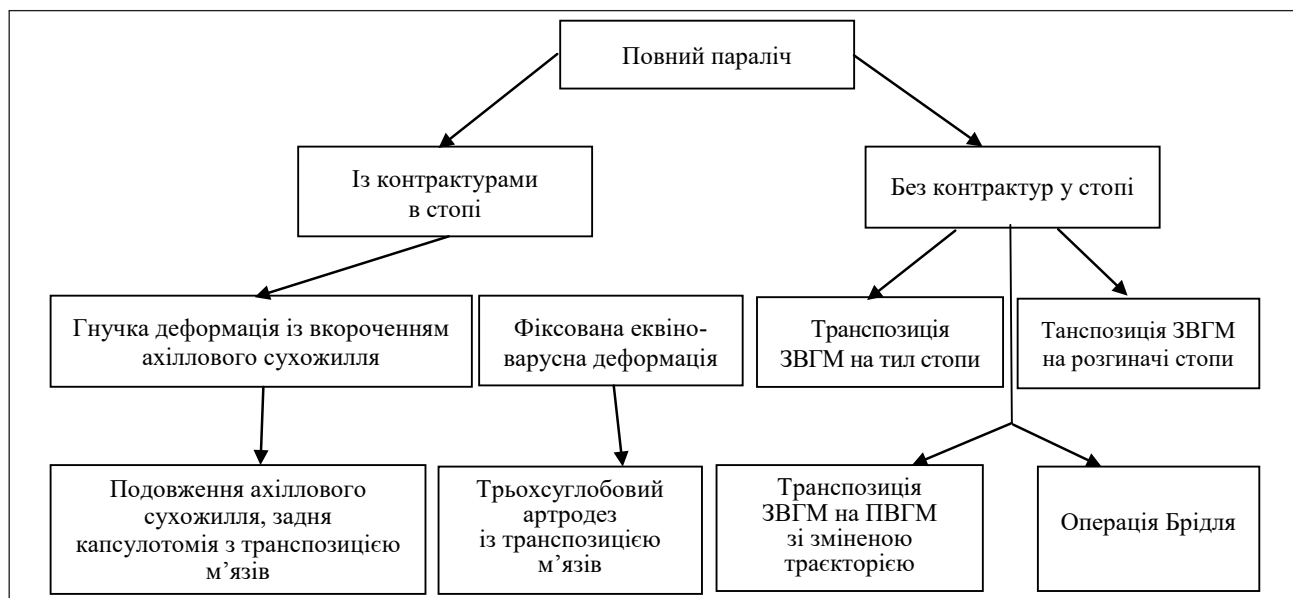 Повний параліч
Із контрактурами
в стопі
Без контрактур у стопі
Гнучка деформація із вкороченням
ахіллового сухожилля
Фіксована еквіно-
варусна деформація
Транспозиція
ЗВГМ на тил стопи
Танспозиція ЗВГМ
на розгиначі стопи
Подовження ахіллового
сухожилля, задня
капсулотомія з транспозицією
м’язів
Трьохсуглобовий
артродез
із транспозицією
м’язів
Транспозиція
ЗВГМ на ПВГМ
зі зміненою
траєкторією
Операція Брідля